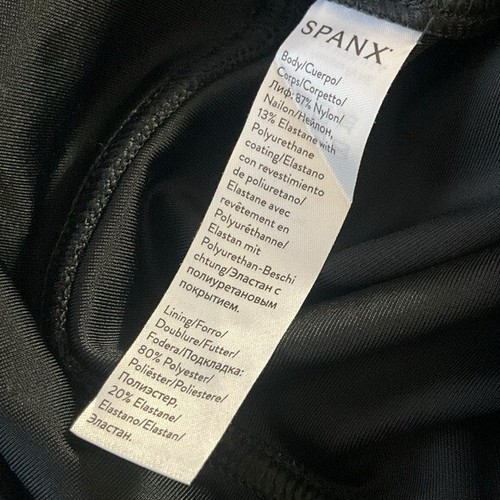 SPANX®
Body/Cuerpo/
Corps/Corpetto/
Лиф: 87% Nylon/
Nailon/Нейлон,
13% Elastane with
Polyurethane
coating/Elastano
con revestimiento
de poliuretano/
Elastane avec
revêtement en
Polyuréthanne/
Elastan mit
Polyurethan-Beschi
chtung/Эластан с
полиуретановым
покрытием.
Lining/Forro/
Doublure/Futter/
Fodera/Подкладка:
80% Polyester/
Poliéster/Poliestere/
Полиэстер,
20% Elastane/
Elastano/Elastan/
Эластан.